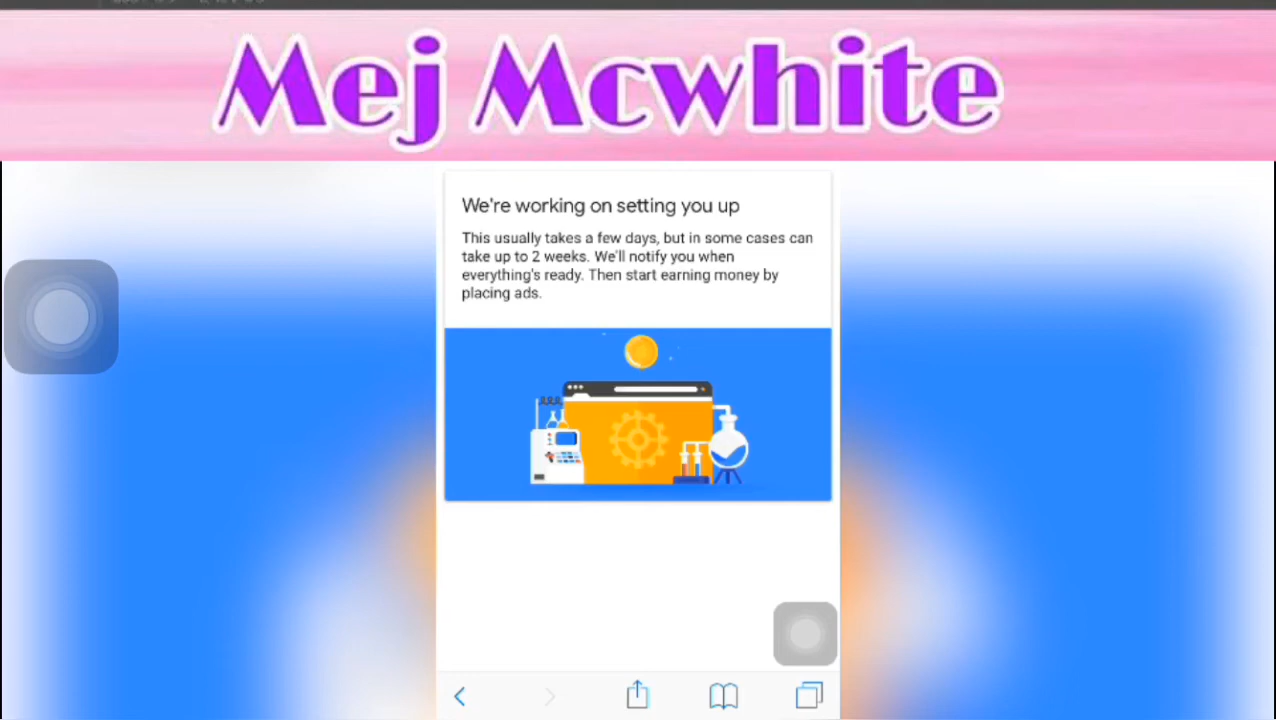 Mej Mcwhite
We're working on setting you up
This usually takes a few days, but in some cases can
take up to 2 weeks. We'll notify you when
everything's ready. Then start earning money by
placing ads.